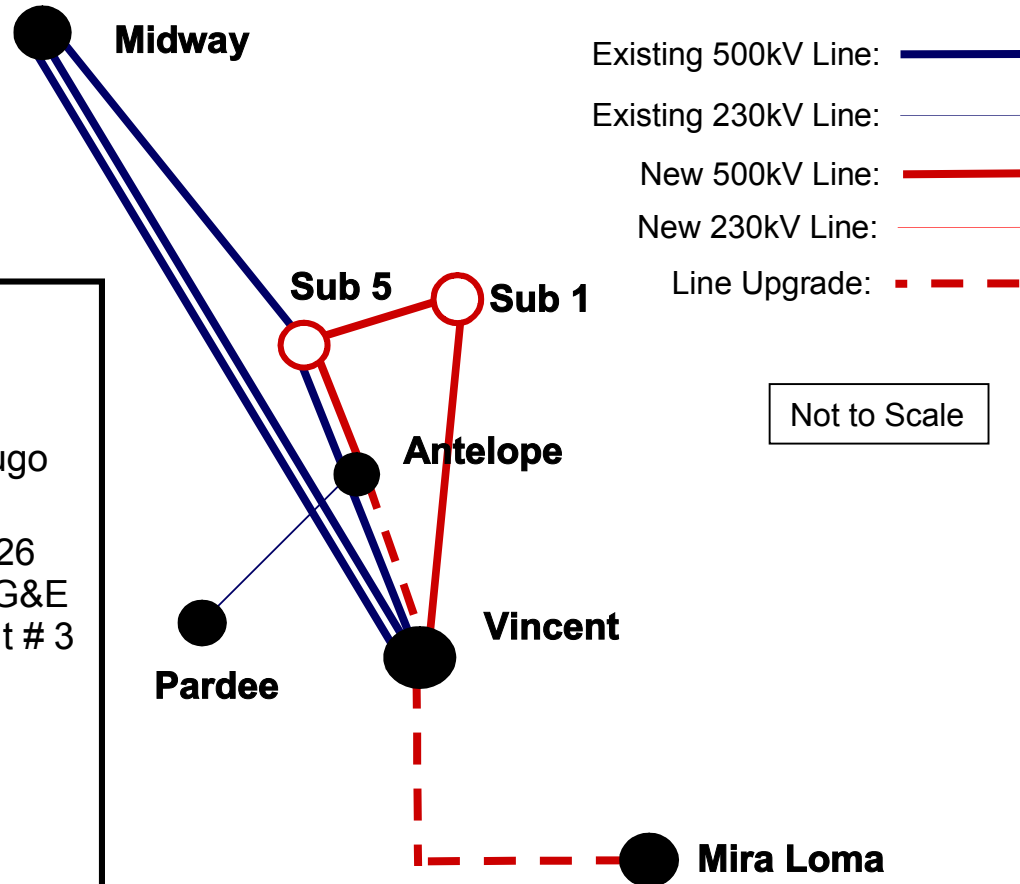 Midway
Existing 500kV Line:
Existing 230kV Line:
New 500kV Line:
New 230kV Line:
Line Upgrade:
Sub 5
Sub 1
Not to Scale
Antelope
26
G&E
t # 3
Vincent
Pardee
Mira Loma